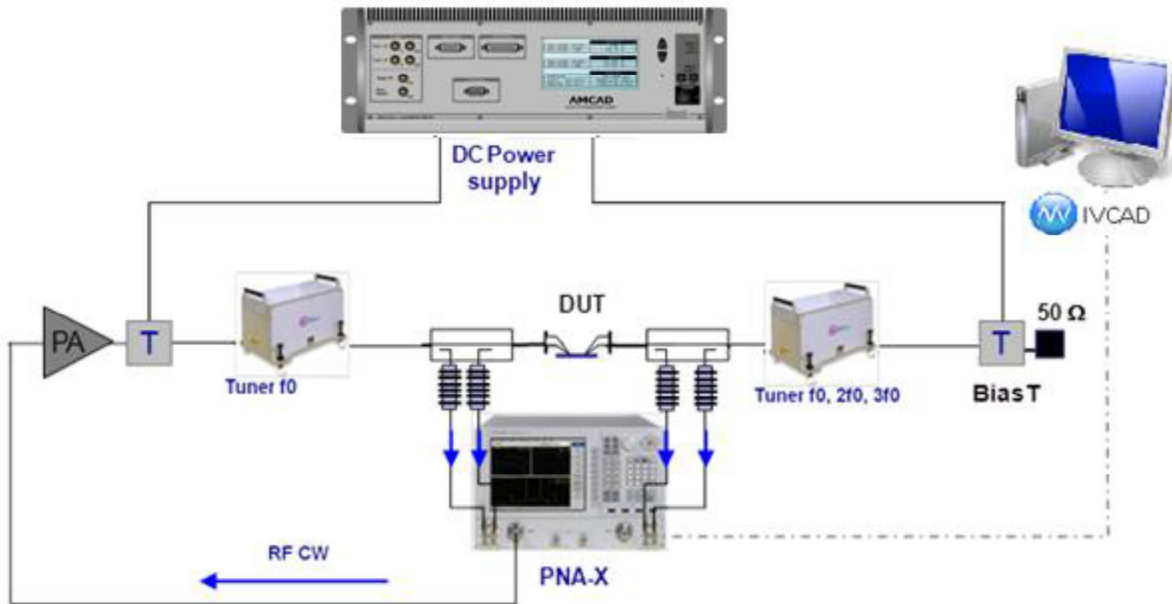 AMCAD
DC Power
supply
IVCAD
DUT
50 Ω
PA
T
T
Tuner f0
Tuner f0, 2f0, 3f0
Bias T
RF CW
PNA-X